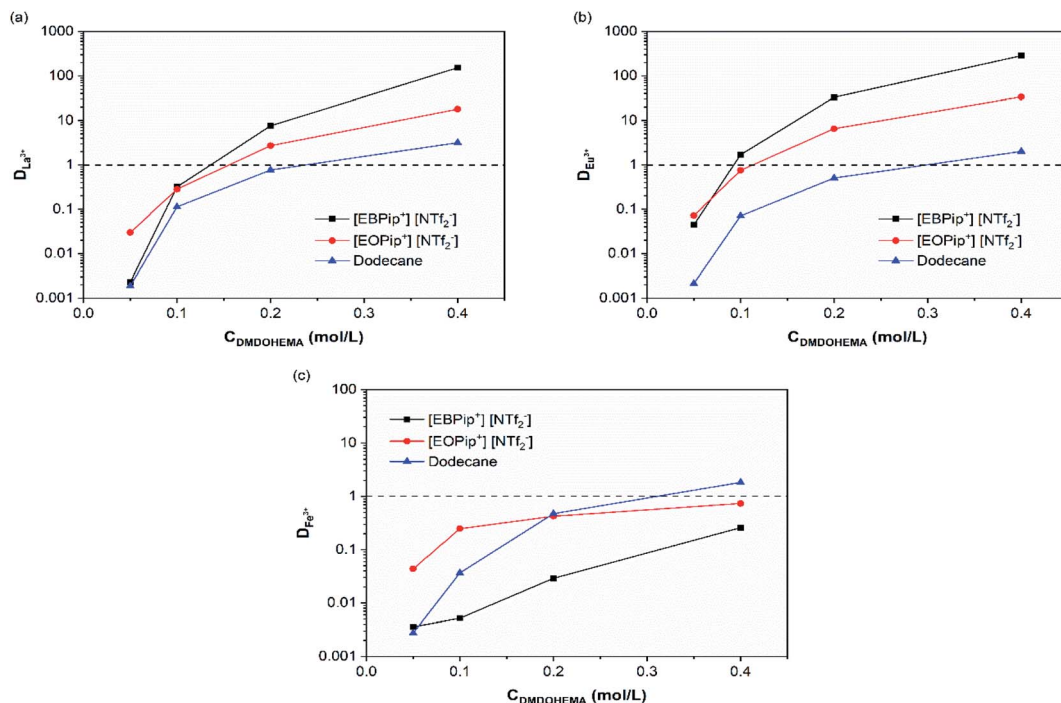 (a)
1000
100
10
1
0.1
0.01
0.001
D_La³⁺
[EBPip⁺] [NTf₂⁻]
[EOPip⁺] [NTf₂⁻]
Dodecane
0.0 0.1 0.2 0.3 0.4
C_DMDOHEMA (mol/L)
(b)
1000
100
10
1
0.1
0.01
0.001
D_Eu³⁺
[EBPip⁺] [NTf₂⁻]
[EOPip⁺] [NTf₂⁻]
Dodecane
0.0 0.1 0.2 0.3 0.4
C_DMDOHEMA (mol/L)
(c)
100
10
1
0.1
0.01
0.001
D_Fe³⁺
[EBPip⁺] [NTf₂⁻]
[EOPip⁺] [NTf₂⁻]
Dodecane
0.0 0.1 0.2 0.3 0.4
C_DMDOHEMA (mol/L)